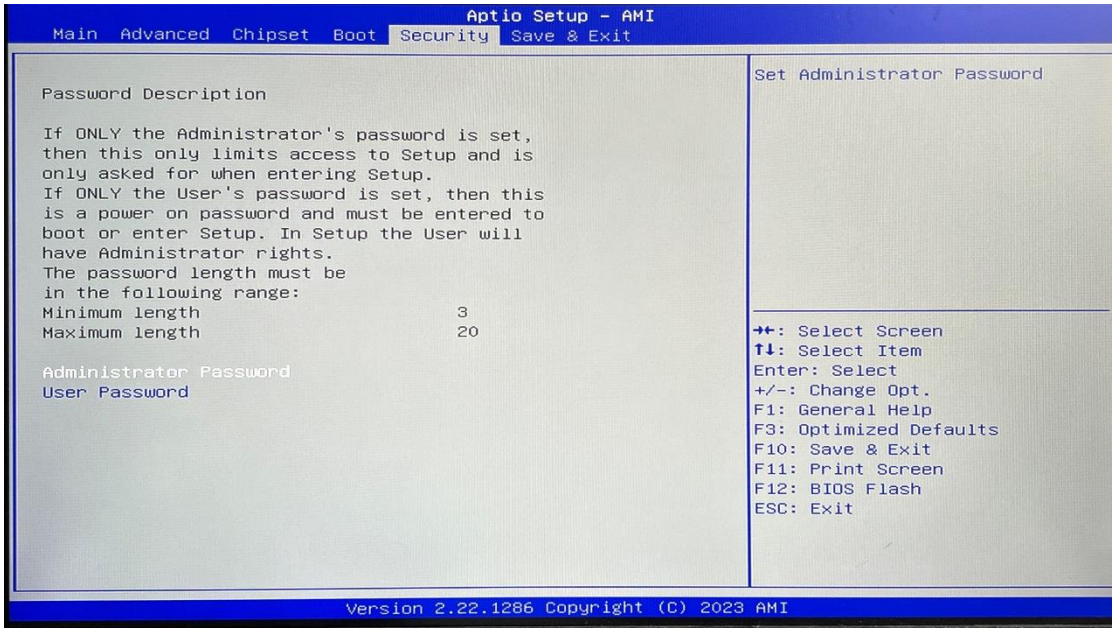 Aptio Setup – AMI
Main Advanced Chipset Boot Security Save & Exit
Password Description
If ONLY the Administrator's password is set,
then this only limits access to Setup and is
only asked for when entering Setup.
If ONLY the User's password is set, then this
is a power on password and must be entered to
boot or enter Setup. In Setup the User will
have Administrator rights.
The password length must be
in the following range:
Minimum length 3
Maximum length 20
Administrator Password
User Password
Set Administrator Password
→←: Select Screen
↑↓: Select Item
Enter: Select
+/-: Change Opt.
F1: General Help
F3: Optimized Defaults
F10: Save & Exit
F11: Print Screen
F12: BIOS Flash
ESC: Exit
Version 2.22.1286 Copyright (C) 2023 AMI